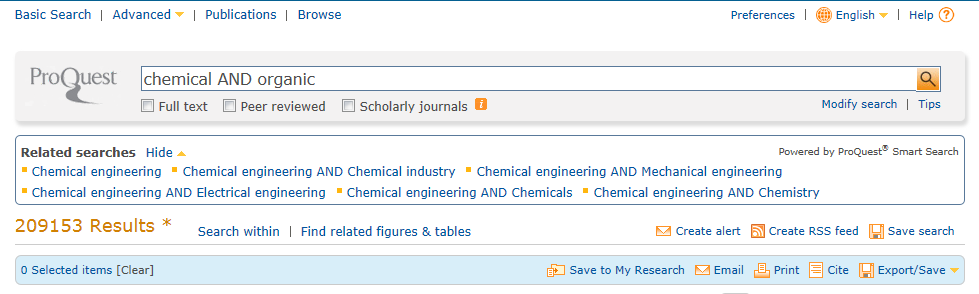 Basic Search | Advanced | Publications | Browse Preferences | English | Help ?
ProQuest chemical AND organic
Full text Peer reviewed Scholarly journals i Modify search | Tips
Related searches Hide Powered by ProQuest® Smart Search
Chemical engineering Chemical engineering AND Chemical industry Chemical engineering AND Mechanical engineering
Chemical engineering AND Electrical engineering Chemical engineering AND Chemicals Chemical engineering AND Chemistry
209153 Results * Search within | Find related figures & tables Create alert Create RSS feed Save search
0 Selected items [Clear] Save to My Research Email Print Cite Export/Save